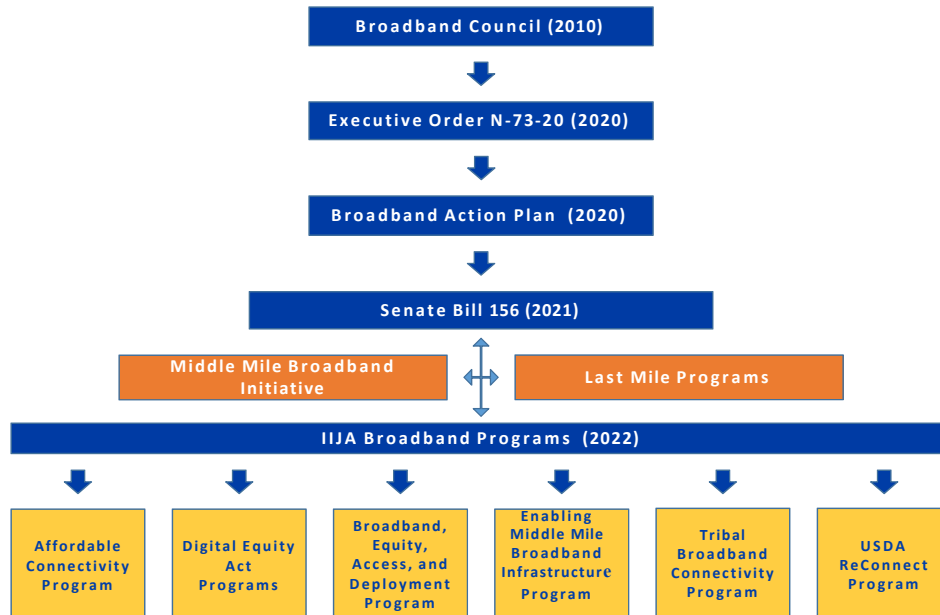 Broadband Council (2010)
Executive Order N-73-20 (2020)
Broadband Action Plan (2020)
Senate Bill 156 (2021)
Middle Mile Broadband
Initiative
Last Mile Programs
IIJA Broadband Programs (2022)
Affordable
Connectivity
Program
Digital Equity
Act
Programs
Broadband,
Equity,
Access, and
Deployment
Program
Enabling
Middle Mile
Broadband
Infrastructure
Program
Tribal
Broadband
Connectivity
Program
USDA
ReConnect
Program